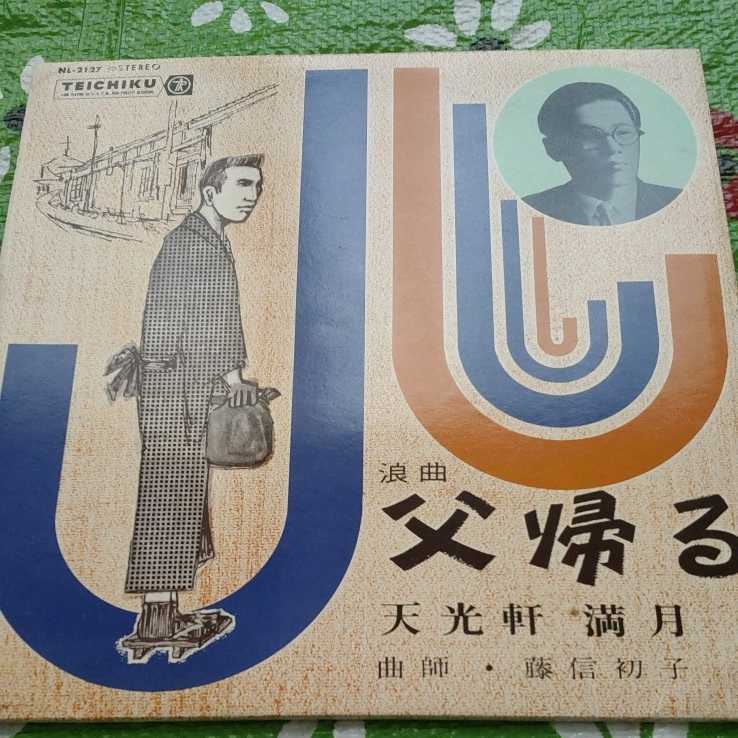 NL-2127 STEREO
TEICHIKU
浪曲
父帰る
天光軒 満月
曲師・藤信初子